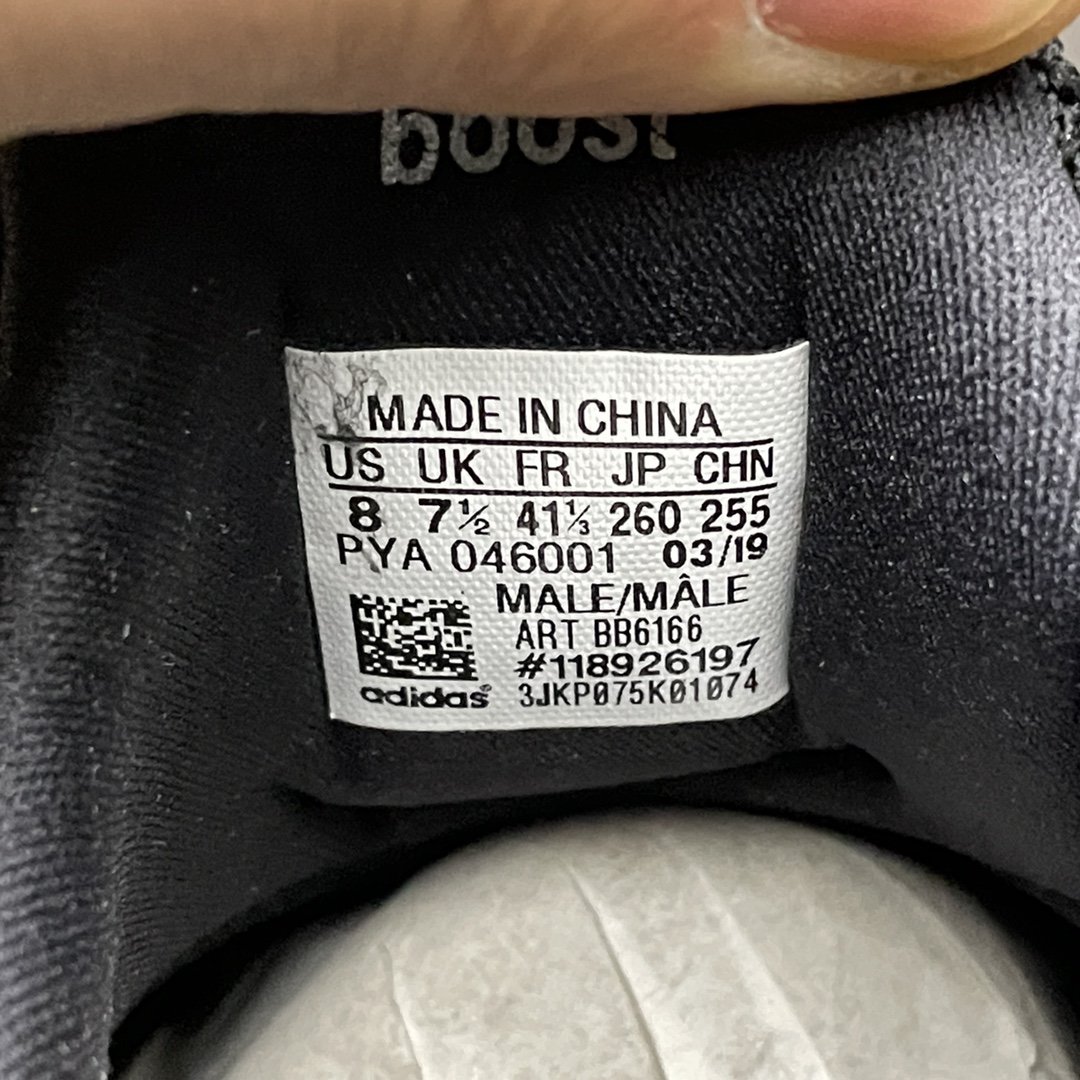 boost
MADE IN CHINA
US UK FR JP CHN
8 7½ 41⅓ 260 255
PYA 046001 03/19
MALE/MÂLE
ART BB6166
#118926197
adidas® 3JKP075K01074